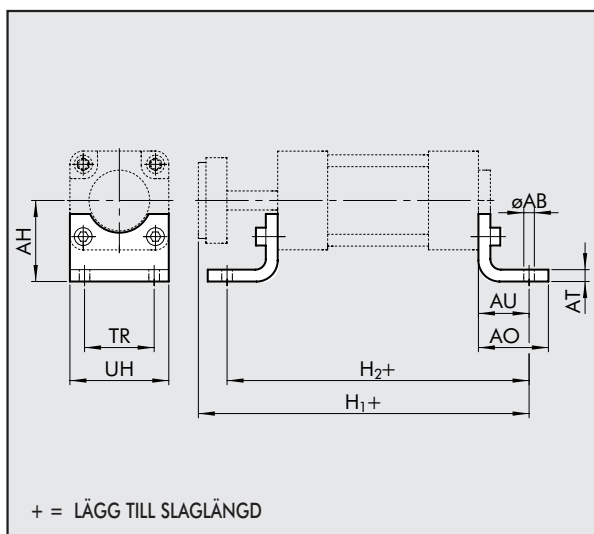 øAB
AH
AT
AU
TR
AO
UH
H₂+
H₁+
+ = LÄGG TILL SLAGLÄNGD